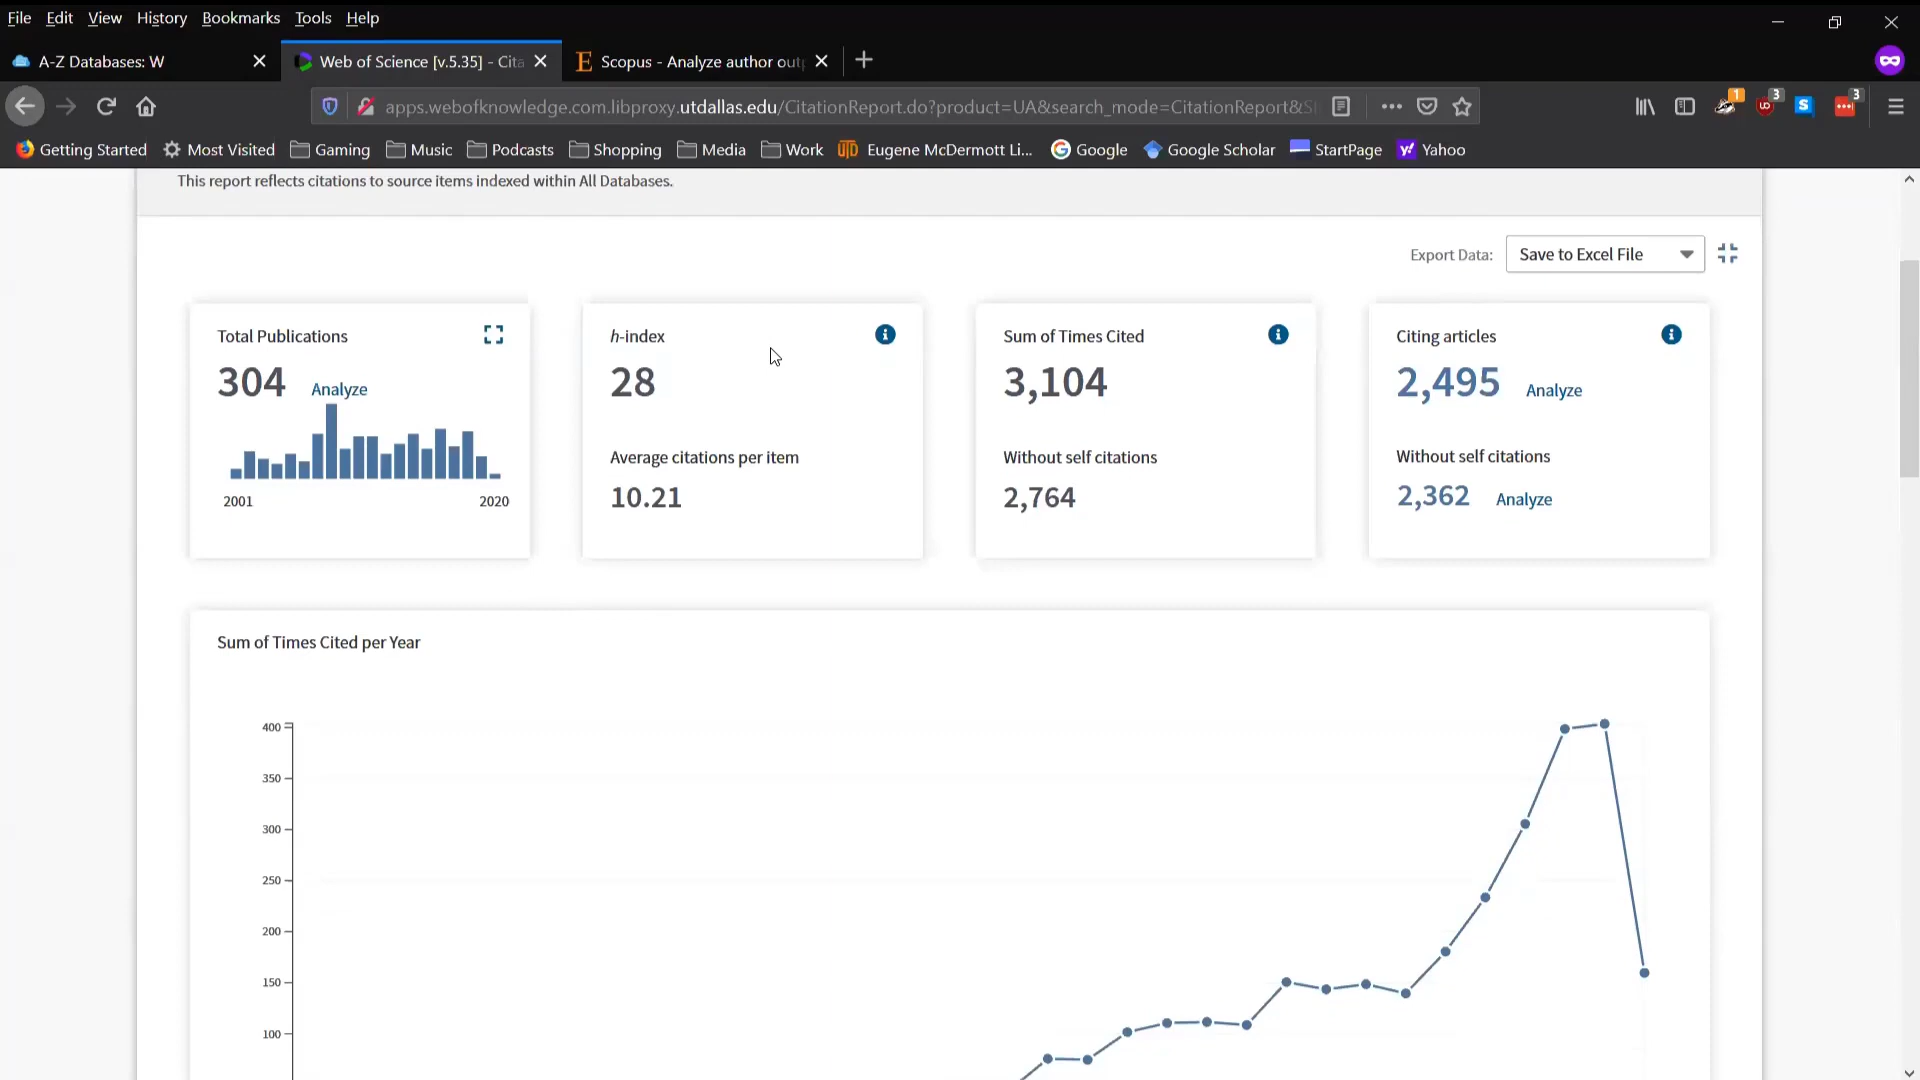 File Edit View History Bookmarks Tools Help
A-Z Databases: W
Web of Science [v.5.35] - Cita
Scopus - Analyze author outp
apps.webofknowledge.com.libproxy.utdallas.edu/CitationReport.do?product=UA&search_mode=CitationReport&S
1 3 S 3
Getting Started Most Visited Gaming Music Podcasts Shopping Media Work Eugene McDermott Li... Google Google Scholar StartPage Yahoo
This report reflects citations to source items indexed within All Databases.
Export Data: Save to Excel File
Total Publications
304 Analyze
2001 2020
h-index
28
Average citations per item
10.21
Sum of Times Cited
3,104
Without self citations
2,764
Citing articles
2,495 Analyze
Without self citations
2,362 Analyze
Sum of Times Cited per Year
400
350
300
250
200
150
100